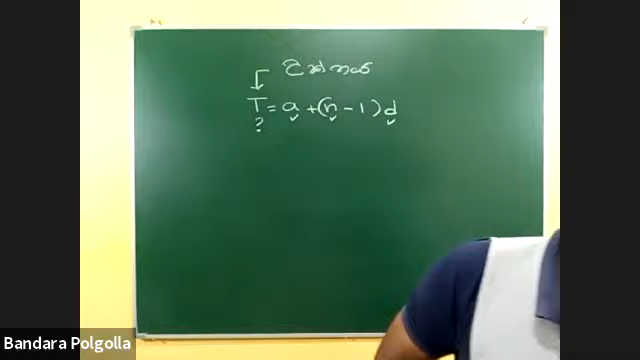 T = a + (n - 1) d
?
Bandara Polgolla